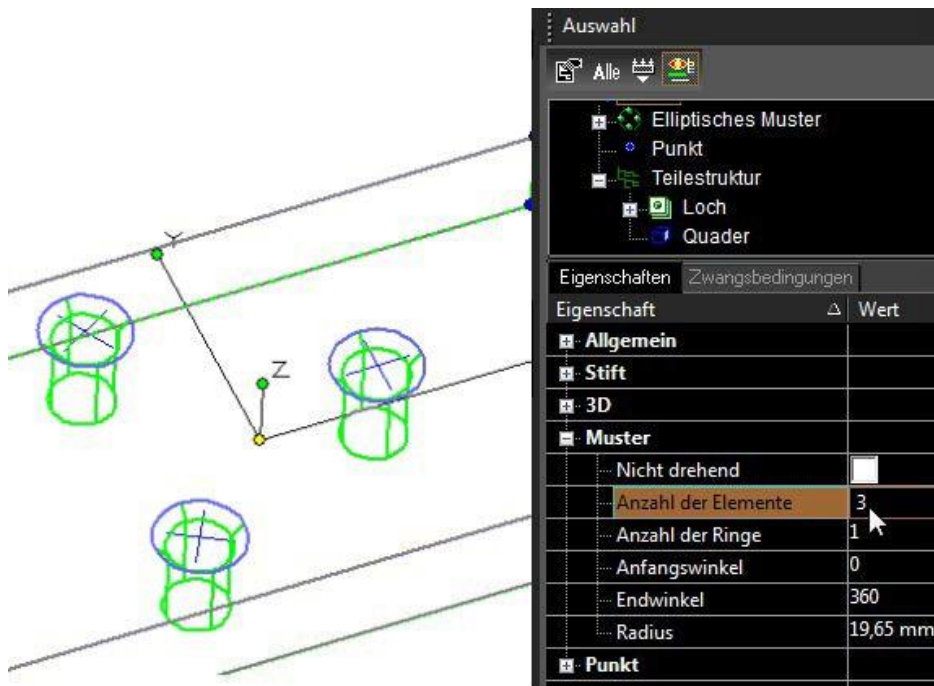 Auswahl
Alle
Elliptisches Muster
Punkt
Teilestruktur
Loch
Quader
Eigenschaften Zwangsbedingungen
Eigenschaft Wert
Allgemein
Stift
3D
Muster
Nicht drehend
Anzahl der Elemente 3
Anzahl der Ringe 1
Anfangswinkel 0
Endwinkel 360
Radius 19,65 mm
Punkt
Y
Z